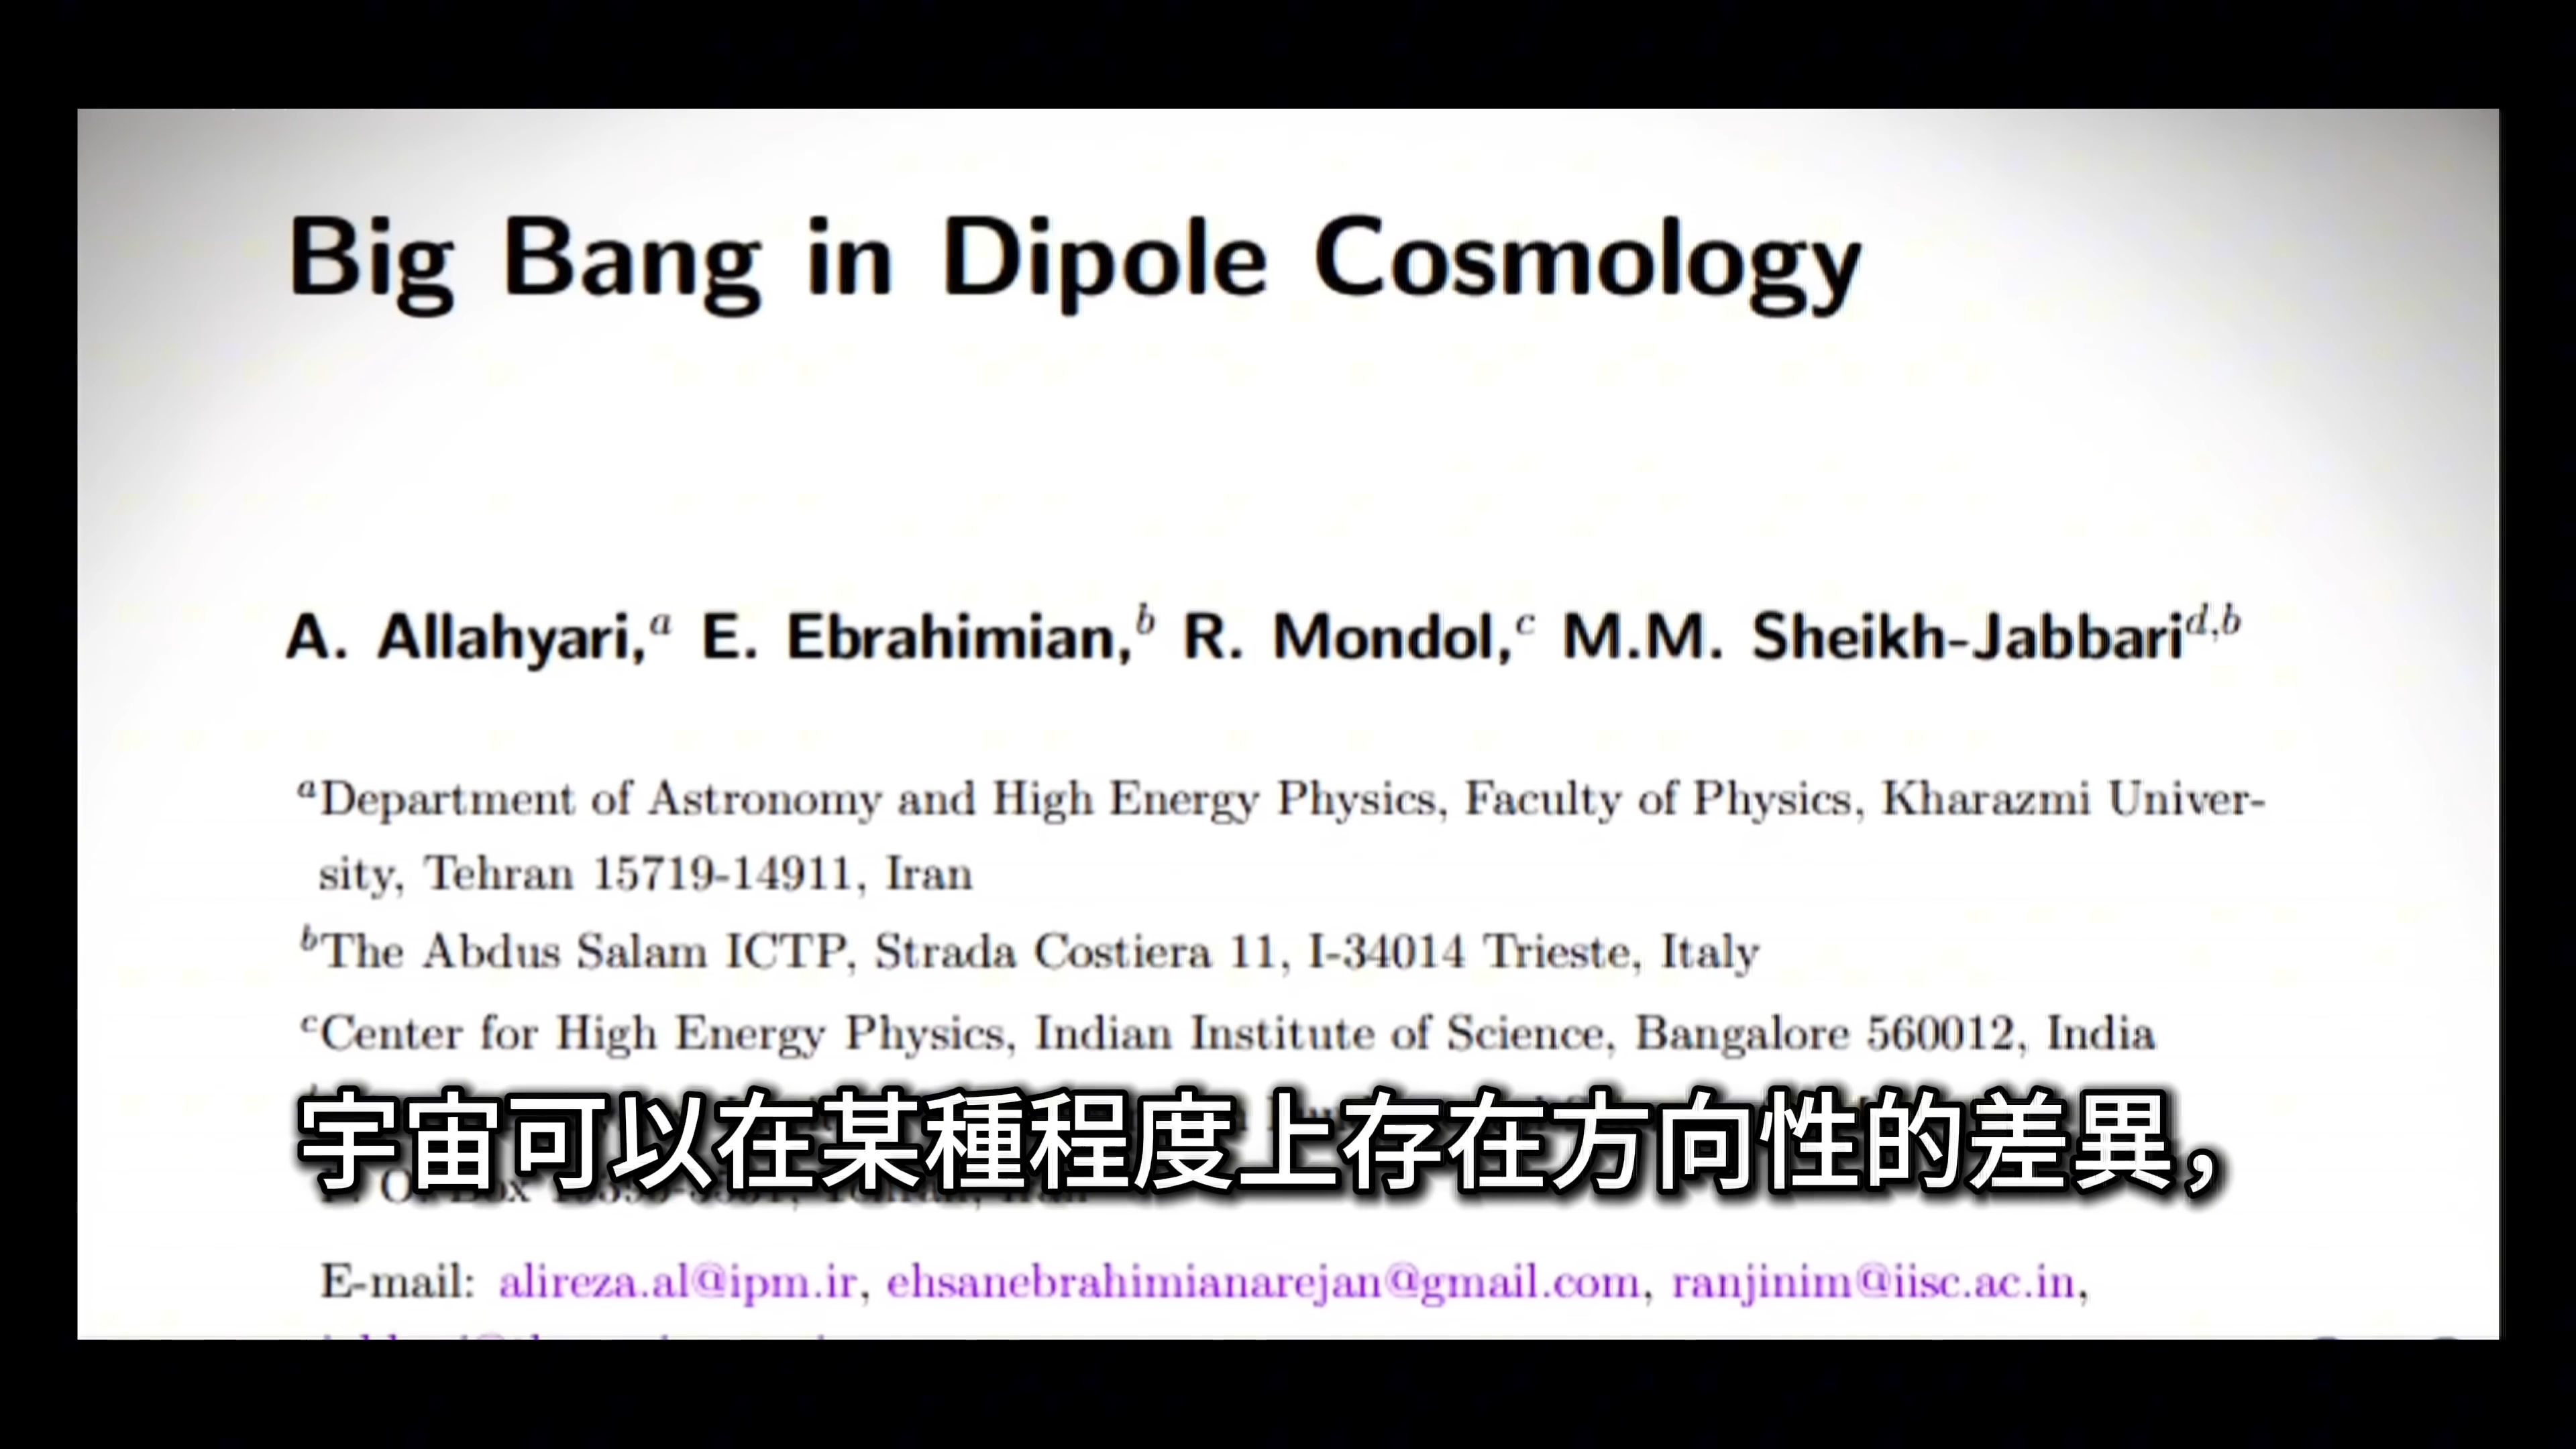 Big Bang in Dipole Cosmology
A. Allahyari,ᵃ E. Ebrahimian,ᵇ R. Mondol,ᶜ M.M. Sheikh-Jabbariᵈ,ᵇ
ᵃDepartment of Astronomy and High Energy Physics, Faculty of Physics, Kharazmi Univer-
sity, Tehran 15719-14911, Iran
ᵇThe Abdus Salam ICTP, Strada Costiera 11, I-34014 Trieste, Italy
ᶜCenter for High Energy Physics, Indian Institute of Science, Bangalore 560012, India
宇宙可以在某種程度上存在方向性的差異，
E-mail: alireza.al@ipm.ir, ehsanebrahimianarejan@gmail.com, ranjinim@iisc.ac.in,